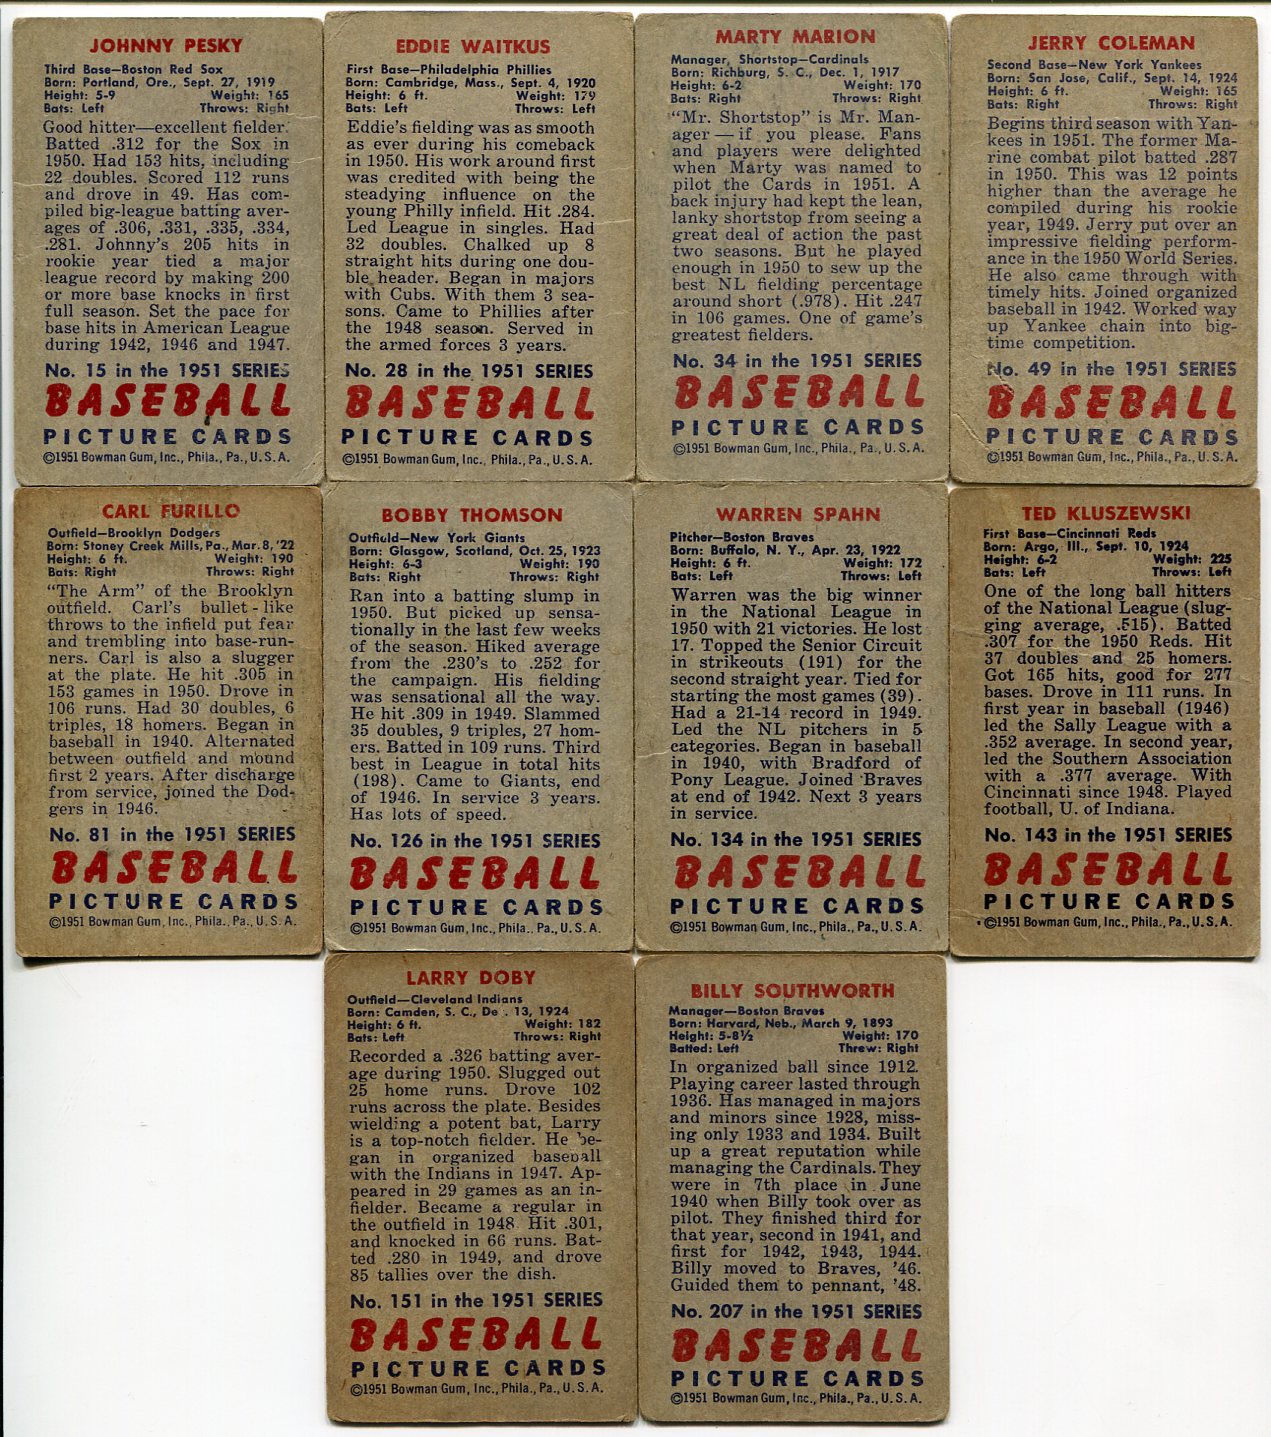 JOHNNY PESKY
Third Base—Boston Red Sox
Born: Portland, Ore., Sept. 27, 1919
Height: 5-9 Weight: 165
Bats: Left Throws: Right
Good hitter—excellent fielder.
Batted .312 for the Sox in
1950. Had 153 hits, including
22 doubles. Scored 112 runs
and drove in 49. Has com-
piled big-league batting aver-
ages of .306, .331, .335, .334,
.281. Johnny's 205 hits in
rookie year tied a major
league record by making 200
or more base knocks in first
full season. Set the pace for
base hits in American League
during 1942, 1946 and 1947.
No. 15 in the 1951 SERIES
BASEBALL
PICTURE CARDS
©1951 Bowman Gum, Inc., Phila., Pa., U.S.A.
EDDIE WAITKUS
First Base—Philadelphia Phillies
Born: Cambridge, Mass., Sept. 4, 1920
Height: 6 ft. Weight: 179
Bats: Left Throws: Left
Eddie's fielding was as smooth
as ever during his comeback
in 1950. His work around first
was credited with being the
steadying influence on the
young Philly infield. Hit .284.
Led League in singles. Had
32 doubles. Chalked up 8
straight hits during one dou-
ble header. Began in majors
with Cubs. With them 3 sea-
sons. Came to Phillies after
the 1948 season. Served in
the armed forces 3 years.
No. 28 in the 1951 SERIES
BASEBALL
PICTURE CARDS
©1951 Bowman Gum, Inc., Phila., Pa., U.S.A.
MARTY MARION
Manager, Shortstop—Cardinals
Born: Richburg, S. C., Dec. 1, 1917
Height: 6-2 Weight: 170
Bats: Right Throws: Right
"Mr. Shortstop" is Mr. Man-
ager — if you please. Fans
and players were delighted
when Marty was named to
pilot the Cards in 1951. A
back injury had kept the lean,
lanky shortstop from seeing a
great deal of action the past
two seasons. But he played
enough in 1950 to sew up the
best NL fielding percentage
around short (.978). Hit .247
in 106 games. One of game's
greatest fielders.
No. 34 in the 1951 SERIES
BASEBALL
PICTURE CARDS
©1951 Bowman Gum, Inc., Phila., Pa., U.S.A.
JERRY COLEMAN
Second Base—New York Yankees
Born: San Jose, Calif., Sept. 14, 1924
Height: 6 ft. Weight: 165
Bats: Right Throws: Right
Begins third season with Yan-
kees in 1951. The former Ma-
rine combat pilot batted .287
in 1950. This was 12 points
higher than the average he
compiled during his rookie
year, 1949. Jerry put over an
impressive fielding perform-
ance in the 1950 World Series.
He also came through with
timely hits. Joined organized
baseball in 1942. Worked way
up Yankee chain into big-
time competition.
No. 49 in the 1951 SERIES
BASEBALL
PICTURE CARDS
©1951 Bowman Gum, Inc., Phila., Pa., U.S.A.
CARL FURILLO
Outfield—Brooklyn Dodgers
Born: Stoney Creek Mills, Pa., Mar. 8, '22
Height: 6 ft. Weight: 190
Bats: Right Throws: Right
"The Arm" of the Brooklyn
outfield. Carl's bullet-like
throws to the infield put fear
and trembling into base-run-
ners. Carl is also a slugger
at the plate. He hit .305 in
153 games in 1950. Drove in
106 runs. Had 30 doubles, 6
triples, 18 homers. Began in
baseball in 1940. Alternated
between outfield and mound
first 2 years. After discharge
from service, joined the Dod-
gers in 1946.
No. 81 in the 1951 SERIES
BASEBALL
PICTURE CARDS
©1951 Bowman Gum, Inc., Phila., Pa., U.S.A.
BOBBY THOMSON
Outfield—New York Giants
Born: Glasgow, Scotland, Oct. 25, 1923
Height: 6-3 Weight: 190
Bats: Right Throws: Right
Ran into a batting slump in
1950. But picked up sensa-
tionally in the last few weeks
of the season. Hiked average
from the .230's to .252 for
the campaign. His fielding
was sensational all the way.
He hit .309 in 1949. Slammed
35 doubles, 9 triples, 27 hom-
ers. Batted in 109 runs. Third
best in League in total hits
(198). Came to Giants, end
of 1946. In service 3 years.
Has lots of speed.
No. 126 in the 1951 SERIES
BASEBALL
PICTURE CARDS
©1951 Bowman Gum, Inc., Phila., Pa., U.S.A.
WARREN SPAHN
Pitcher—Boston Braves
Born: Buffalo, N. Y., Apr. 23, 1922
Height: 6 ft. Weight: 172
Bats: Left Throws: Left
Warren was the big winner
in the National League in
1950 with 21 victories. He lost
17. Topped the Senior Circuit
in strikeouts (191) for the
second straight year. Tied for
starting the most games (39).
Had a 21-14 record in 1949.
Led the NL pitchers in 5
categories. Began in baseball
in 1940, with Bradford of
Pony League. Joined Braves
at end of 1942. Next 3 years
in service.
No. 134 in the 1951 SERIES
BASEBALL
PICTURE CARDS
©1951 Bowman Gum, Inc., Phila., Pa., U.S.A.
TED KLUSZEWSKI
First Base—Cincinnati Reds
Born: Argo, Ill., Sept. 10, 1924
Height: 6-2 Weight: 225
Bats: Left Throws: Left
One of the long ball hitters
of the National League (slug-
ging average, .515). Batted
.307 for the 1950 Reds. Hit
37 doubles and 25 homers.
Got 165 hits, good for 277
bases. Drove in 111 runs. In
first year in baseball (1946)
led the Sally League with a
.352 average. In second year,
led the Southern Association
with a .377 average. With
Cincinnati since 1948. Played
football, U. of Indiana.
No. 143 in the 1951 SERIES
BASEBALL
PICTURE CARDS
©1951 Bowman Gum, Inc., Phila., Pa., U.S.A.
LARRY DOBY
Outfield—Cleveland Indians
Born: Camden, S. C., De . 13, 1924
Height: 6 ft. Weight: 182
Bats: Left Throws: Right
Recorded a .326 batting aver-
age during 1950. Slugged out
25 home runs. Drove 102
runs across the plate. Besides
wielding a potent bat, Larry
is a top-notch fielder. He be-
gan in organized baseball
with the Indians in 1947. Ap-
peared in 29 games as an in-
fielder. Became a regular in
the outfield in 1948. Hit .301,
and knocked in 66 runs. Bat-
ted .280 in 1949, and drove
85 tallies over the dish.
No. 151 in the 1951 SERIES
BASEBALL
PICTURE CARDS
©1951 Bowman Gum, Inc., Phila., Pa., U.S.A.
BILLY SOUTHWORTH
Manager—Boston Braves
Born: Harvard, Neb., March 9, 1893
Height: 5-8½ Weight: 170
Batted: Left Threw: Right
In organized ball since 1912.
Playing career lasted through
1936. Has managed in majors
and minors since 1928, miss-
ing only 1933 and 1934. Built
up a great reputation while
managing the Cardinals. They
were in 7th place in June
1940 when Billy took over as
pilot. They finished third for
that year, second in 1941, and
first for 1942, 1943, 1944.
Billy moved to Braves, '46.
Guided them to pennant, '48.
No. 207 in the 1951 SERIES
BASEBALL
PICTURE CARDS
©1951 Bowman Gum, Inc., Phila., Pa., U.S.A.